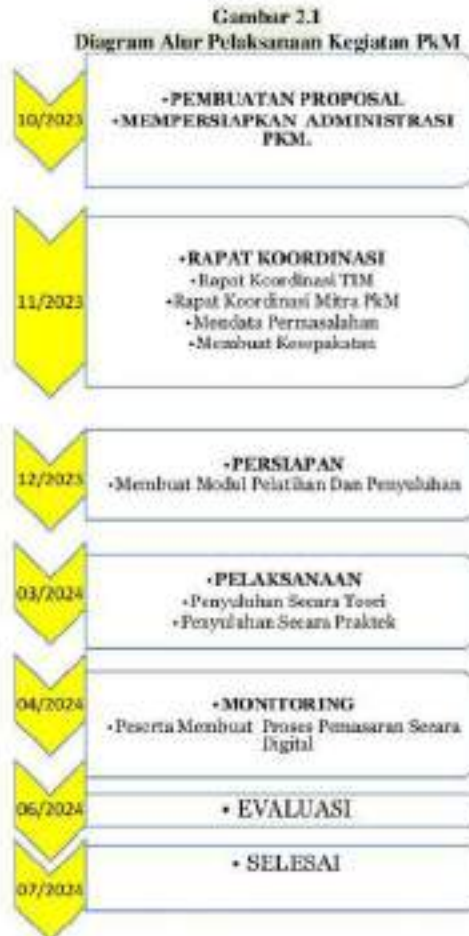 Gambar 2.1
Diagram Alur Pelaksanaan Kegiatan PkM
10/2023
•PEMBUATAN PROPOSAL
•MEMPERSIAPKAN ADMINISTRASI
PKM.
11/2023
•RAPAT KOORDINASI
•Rapat Koordinasi TIM
•Rapat Koordinasi Mitra PkM
•Mendata Permasalahan
•Membuat Kesepakatan
12/2023
•PERSIAPAN
•Membuat Modul Pelatihan Dan Penyuluhan
03/2024
•PELAKSANAAN
•Penyuluhan Secara Teori
•Penyuluhan Secara Praktek
04/2024
•MONITORING
•Peserta Membuat Proses Pemasaran Secara
Digital
06/2024
• EVALUASI
07/2024
• SELESAI